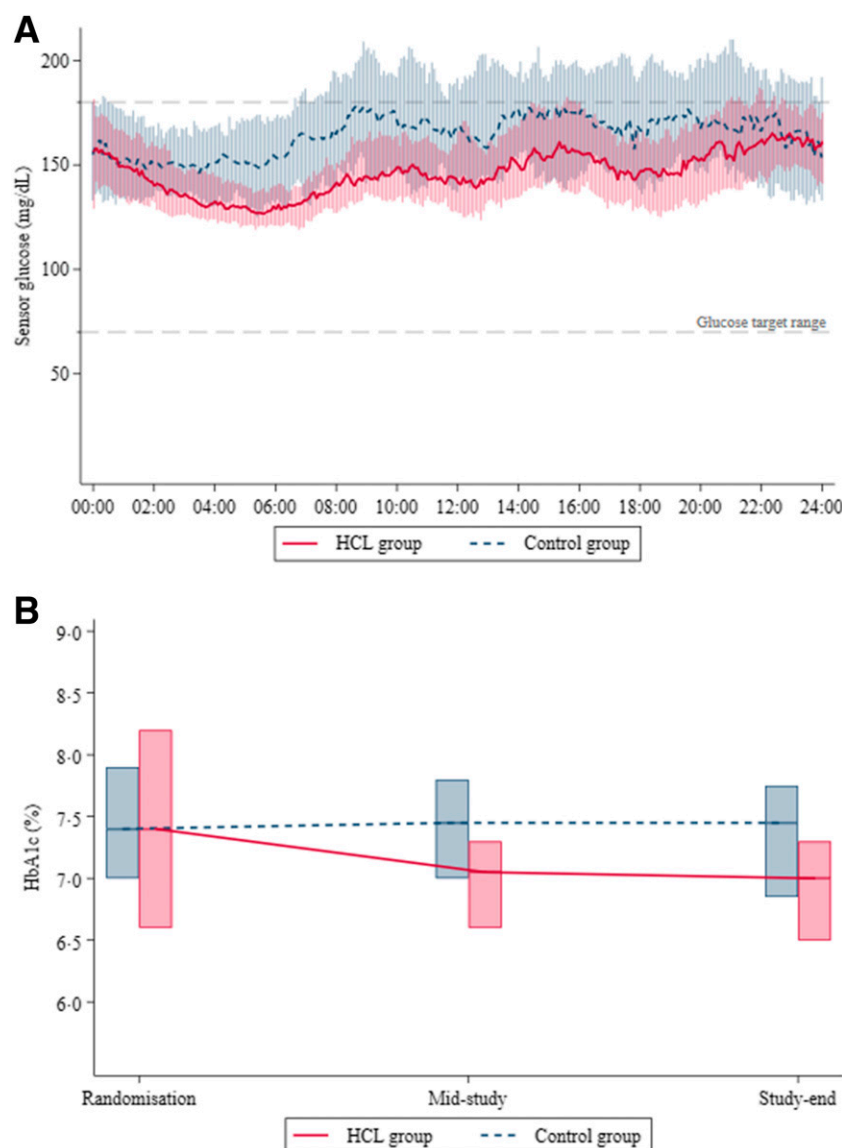 A
Sensor glucose (mg/dL)
200
150
100
50
Glucose target range
00:00 02:00 04:00 06:00 08:00 10:00 12:00 14:00 16:00 18:00 20:00 22:00 24:00
HCL group Control group
B
HbA1c (%)
9·0
8·5
8·0
7·5
7·0
6·5
6·0
Randomisation Mid-study Study-end
HCL group Control group